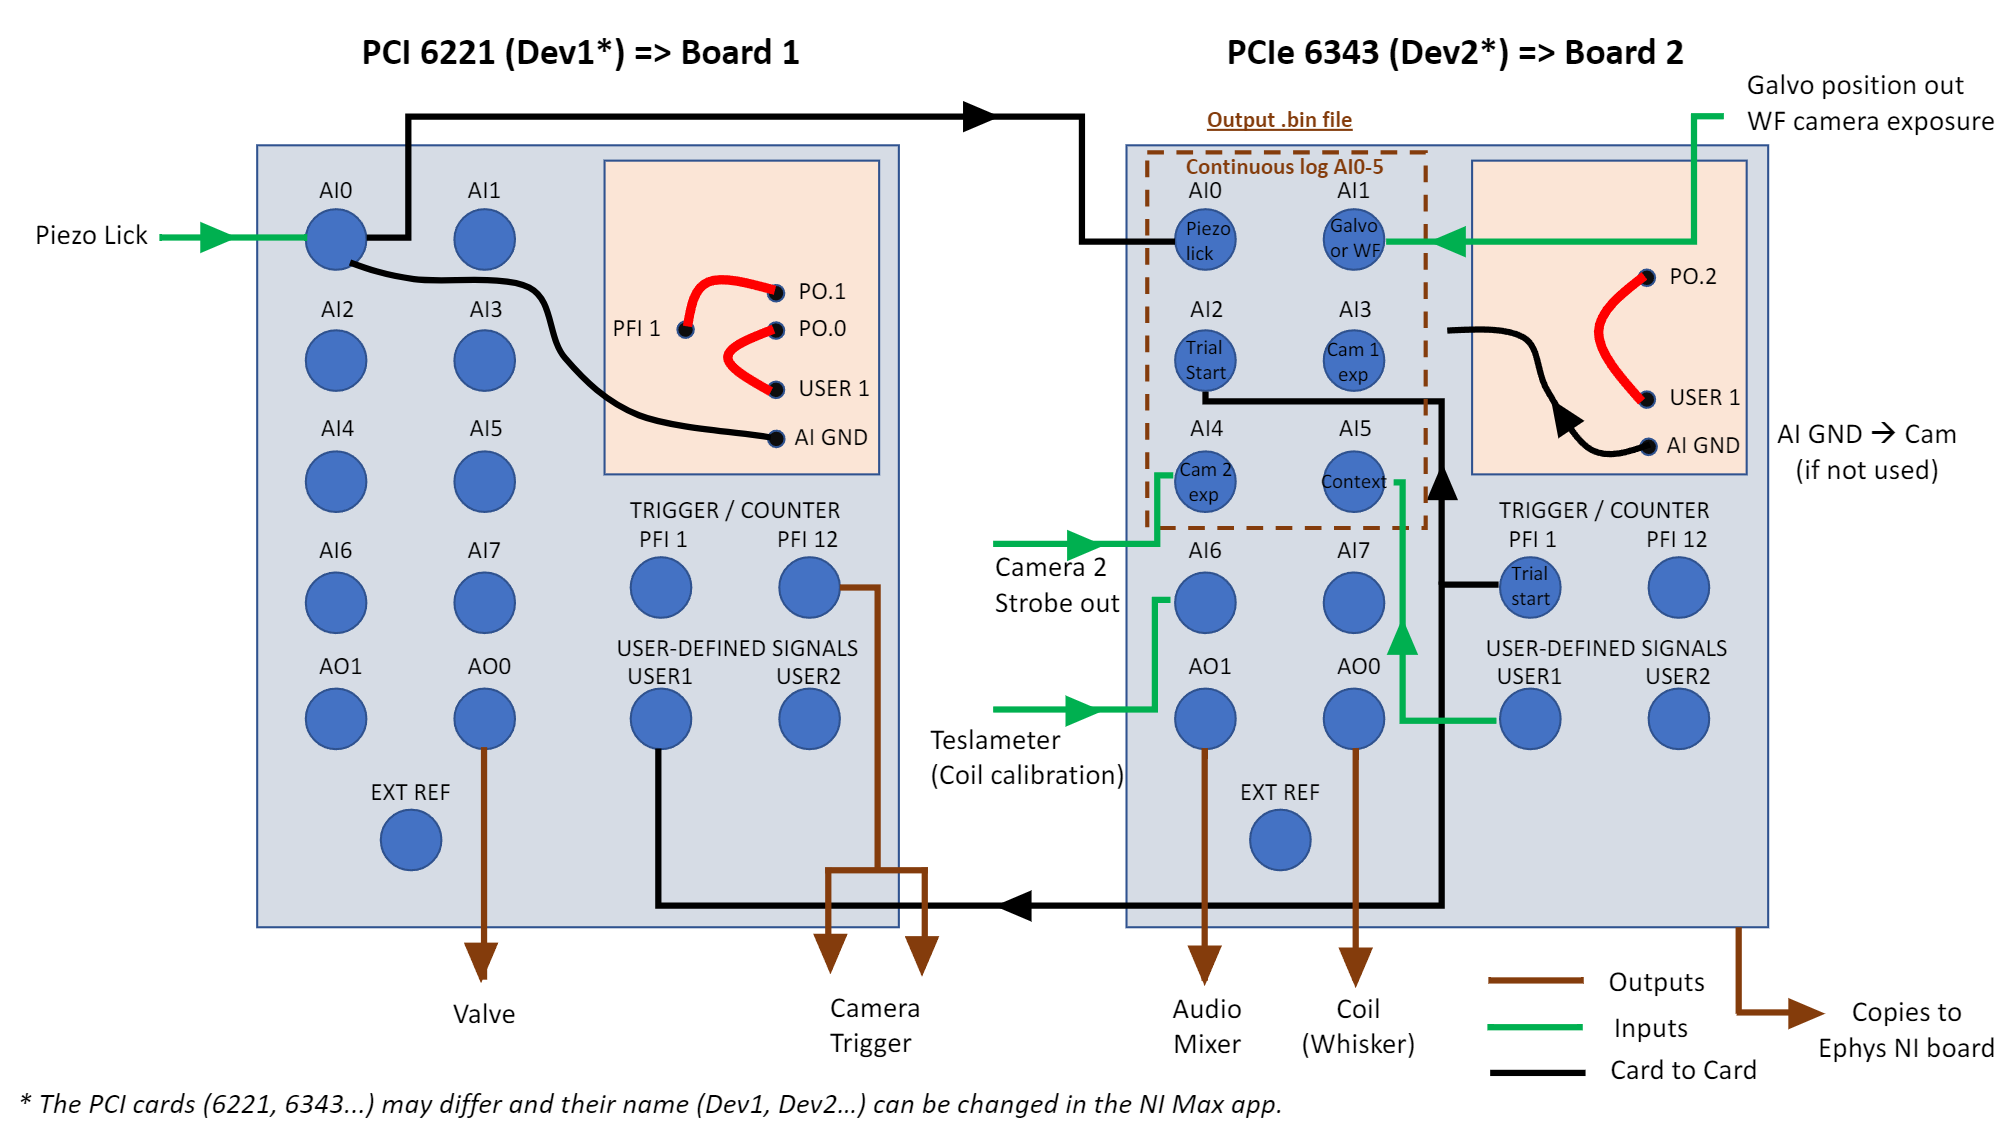 PCI 6221 (Dev1*) => Board 1
PCIe 6343 (Dev2*) => Board 2
Galvo position out
WF camera exposure
Output .bin file
Continuous log AI0-5
Piezo Lick
AI0
AI1
AI2
AI3
AI4
AI5
AI6
AI7
AO1
AO0
EXT REF
PFI 1
PO.1
PO.0
USER 1
AI GND
TRIGGER / COUNTER
PFI 1
PFI 12
USER-DEFINED SIGNALS
USER1
USER2
Valve
Camera
Trigger
AI0
Piezo
lick
AI1
Galvo
or WF
AI2
Trial
Start
AI3
Cam 1
exp
AI4
Cam 2
exp
AI5
Context
AI6
AI7
AO1
AO0
EXT REF
Camera 2
Strobe out
Teslameter
(Coil calibration)
PO.2
USER 1
AI GND
AI GND → Cam
(if not used)
TRIGGER / COUNTER
PFI 1
Trial
start
PFI 12
USER-DEFINED SIGNALS
USER1
USER2
Audio
Mixer
Coil
(Whisker)
Outputs
Inputs
Card to Card
Copies to
Ephys NI board
* The PCI cards (6221, 6343...) may differ and their name (Dev1, Dev2...) can be changed in the NI Max app.